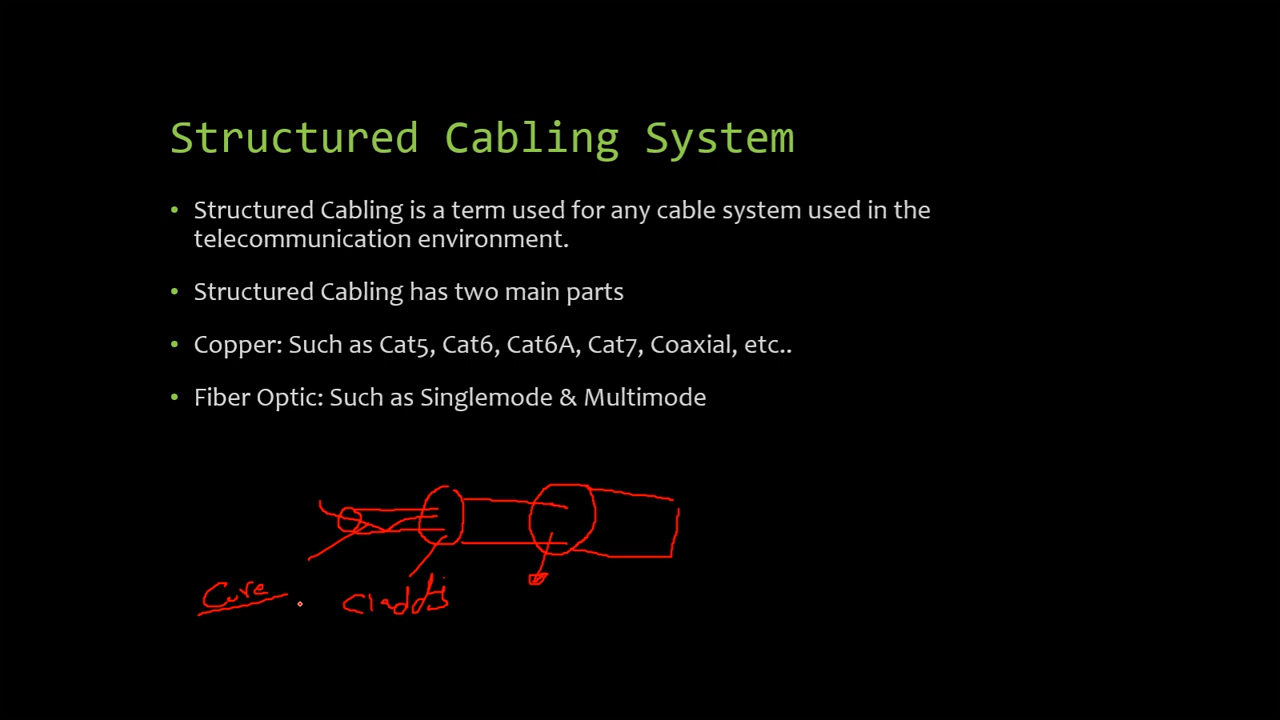 Structured Cabling System
• Structured Cabling is a term used for any cable system used in the
telecommunication environment.
• Structured Cabling has two main parts
• Copper: Such as Cat5, Cat6, Cat6A, Cat7, Coaxial, etc..
• Fiber Optic: Such as Singlemode & Multimode
Core